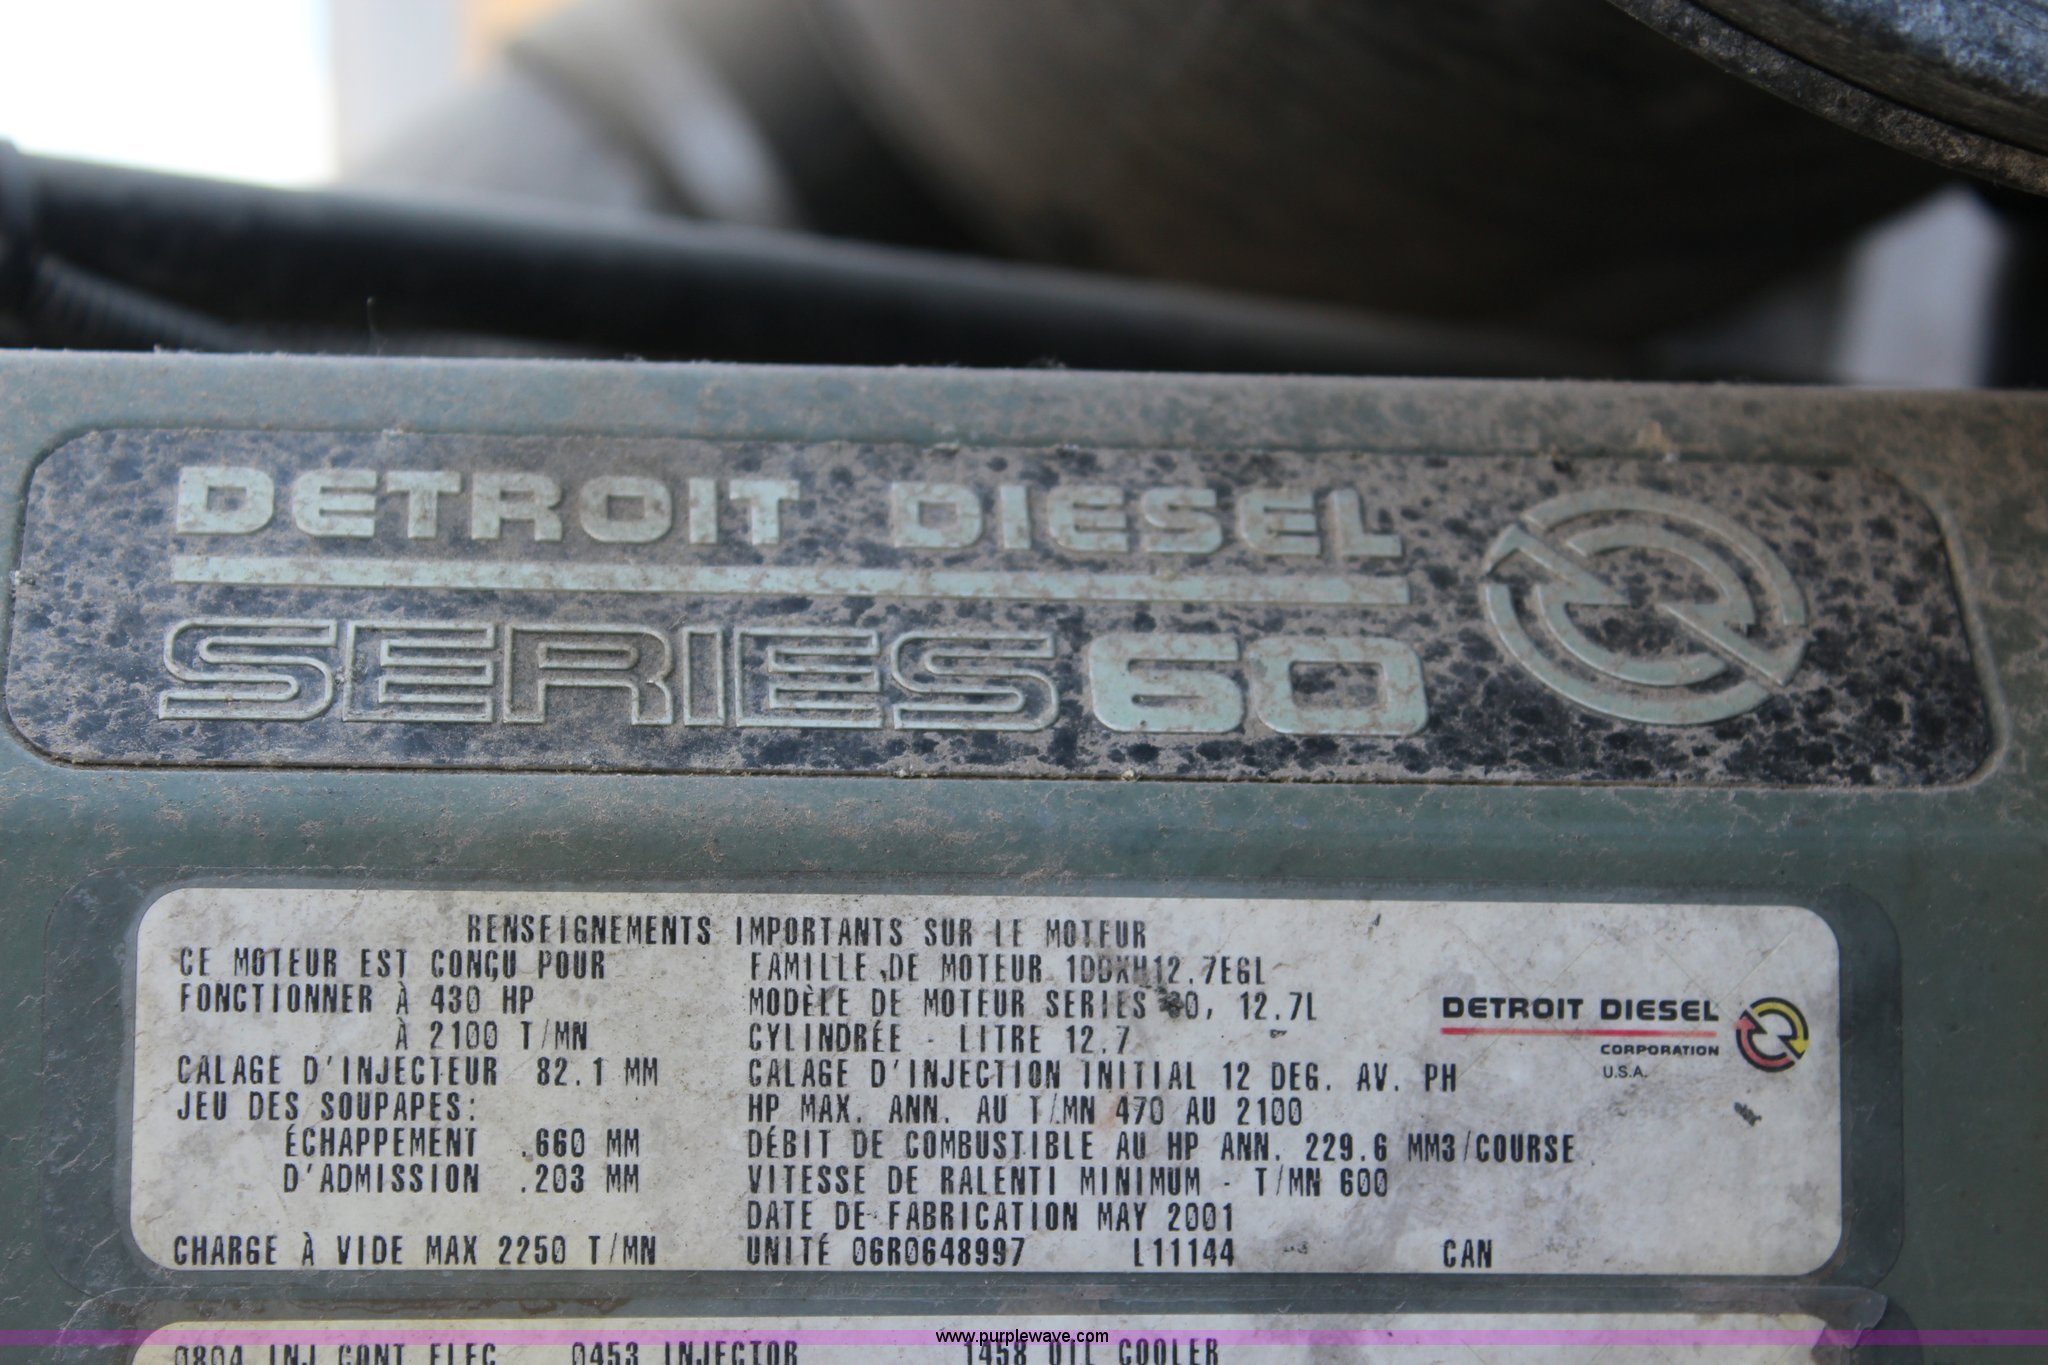 DETROIT DIESEL
SERIES 60
RENSEIGNEMENTS IMPORTANTS SUR LE MOTEUR
CE MOTEUR EST CONÇU POUR
FONCTIONNER À 430 HP
À 2100 T/MN
CALAGE D'INJECTEUR 82.1 MM
JEU DES SOUPAPES:
ÉCHAPPEMENT .660 MM
D'ADMISSION .203 MM
CHARGE À VIDE MAX 2250 T/MN
FAMILLE DE MOTEUR 1DDXH12.7EGL
MODÈLE DE MOTEUR SERIES 60, 12.7L
CYLINDRÉE - LITRE 12.7
CALAGE D'INJECTION INITIAL 12 DEG. AV. PH
HP MAX. ANN. AU T/MN 470 AU 2100
DÉBIT DE COMBUSTIBLE AU HP ANN. 229.6 MM3/COURSE
VITESSE DE RALENTI MINIMUM - T/MN 600
DATE DE FABRICATION MAY 2001
UNITÉ 06R0648997 L11144 CAN
DETROIT DIESEL
CORPORATION
U.S.A.
0804 INJ CONT ELEC 0453 INJECTOR 1458 OIL COOLER
www.purplewave.com